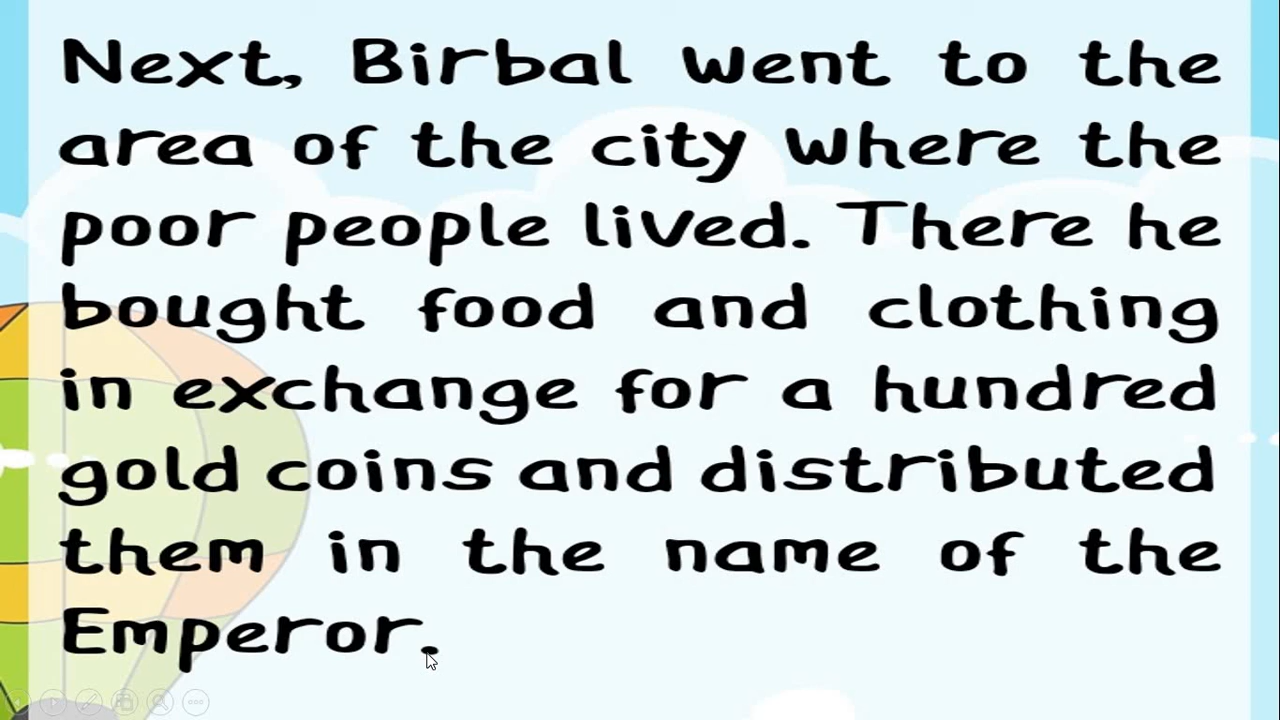 Next, Birbal went to the
area of the city where the
poor people lived. There he
bought food and clothing
in exchange for a hundred
gold coins and distributed
them in the name of the
Emperor.